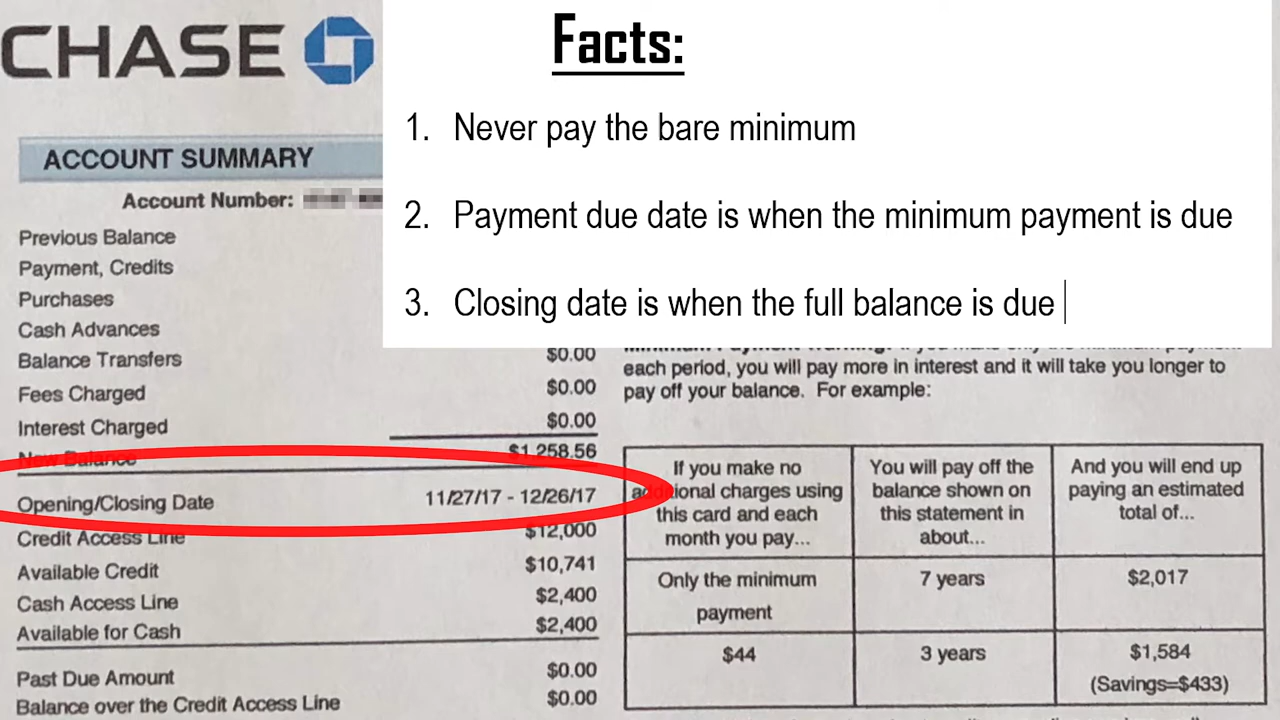 CHASE
Facts:
1. Never pay the bare minimum
2. Payment due date is when the minimum payment is due
3. Closing date is when the full balance is due
ACCOUNT SUMMARY
Account Number:
Previous Balance
Payment, Credits
Purchases
Cash Advances
Balance Transfers $0.00
Fees Charged $0.00
Interest Charged $0.00
New Balance $1,258.56
Opening/Closing Date 11/27/17 - 12/26/17
Credit Access Line $12,000
Available Credit $10,741
Cash Access Line $2,400
Available for Cash $2,400
Past Due Amount $0.00
Balance over the Credit Access Line $0.00
each period, you will pay more in interest and it will take you longer to
pay off your balance. For example:
If you make no
additional charges using
this card and each
month you pay...
You will pay off the
balance shown on
this statement in
about...
And you will end up
paying an estimated
total of...
Only the minimum
payment
7 years
$2,017
$44
3 years
$1,584
(Savings=$433)